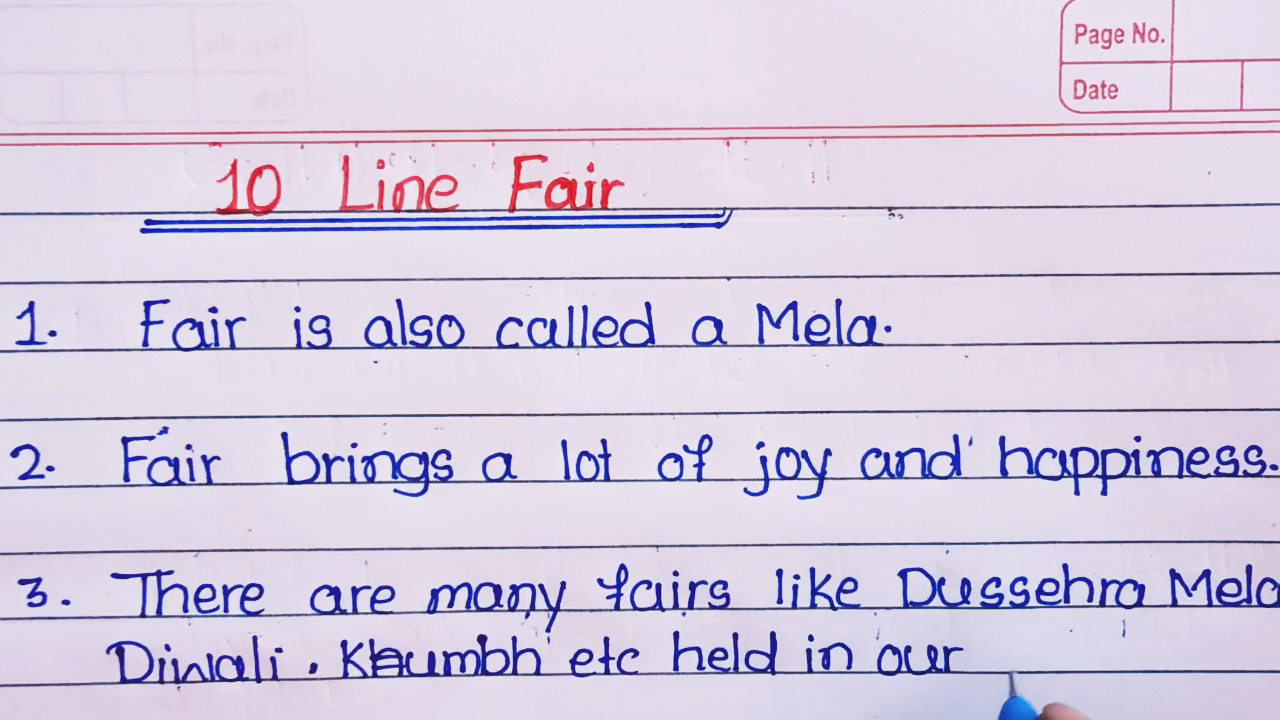 Page No.
Date
10 Line Fair
1. Fair is also called a Mela.
2. Fair brings a lot of joy and happiness.
3. There are many fairs like Dussehra Mela
Diwali. Khumbh etc held in our